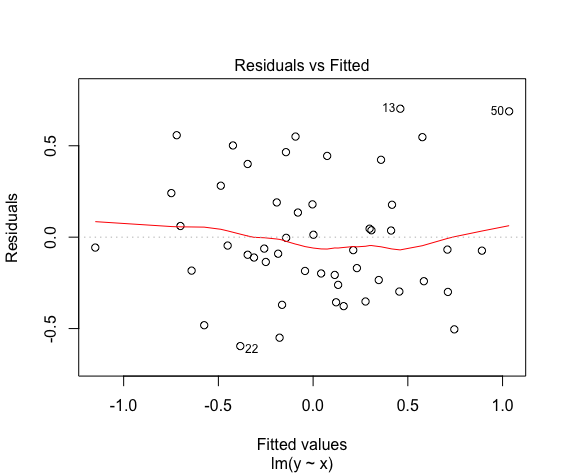 Residuals vs Fitted
13
50
22
Residuals
0.5
0.0
-0.5
-1.0 -0.5 0.0 0.5 1.0
Fitted values
lm(y ~ x)